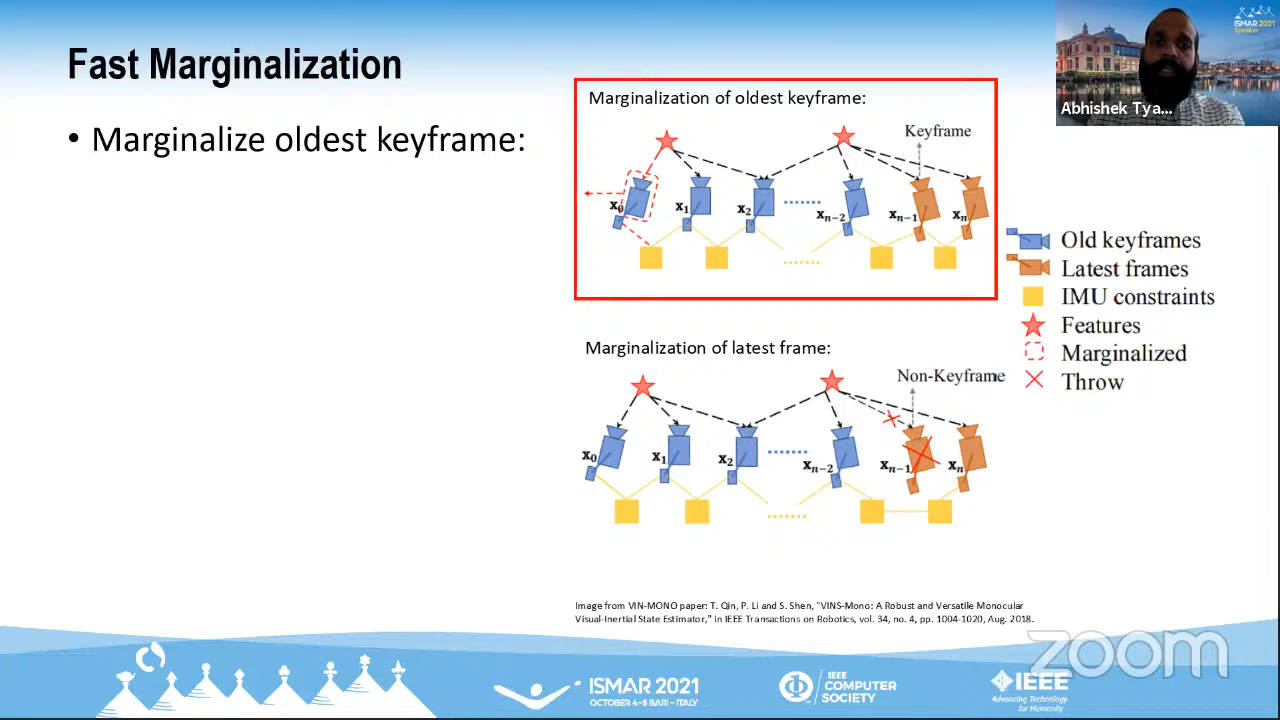 Fast Marginalization
• Marginalize oldest keyframe:
Marginalization of oldest keyframe:
Keyframe
x0 x1 x2 xn−2 xn−1 xn
Marginalization of latest frame:
Non-Keyframe
x0 x1 x2 xn−2 xn−1 xn
Old keyframes
Latest frames
IMU constraints
Features
Marginalized
Throw
Image from VIN-MONO paper: T. Qin, P. Li and S. Shen, "VINS-Mono: A Robust and Versatile Monocular
Visual-Inertial State Estimator," in IEEE Transactions on Robotics, vol. 34, no. 4, pp. 1004-1020, Aug. 2018.
Abhishek Tya...
ISMAR 2021
Speaker
zoom
ISMAR 2021
OCTOBER 4-8 BARI - ITALY
IEEE
COMPUTER
SOCIETY
IEEE
Advancing Technology
for Humanity